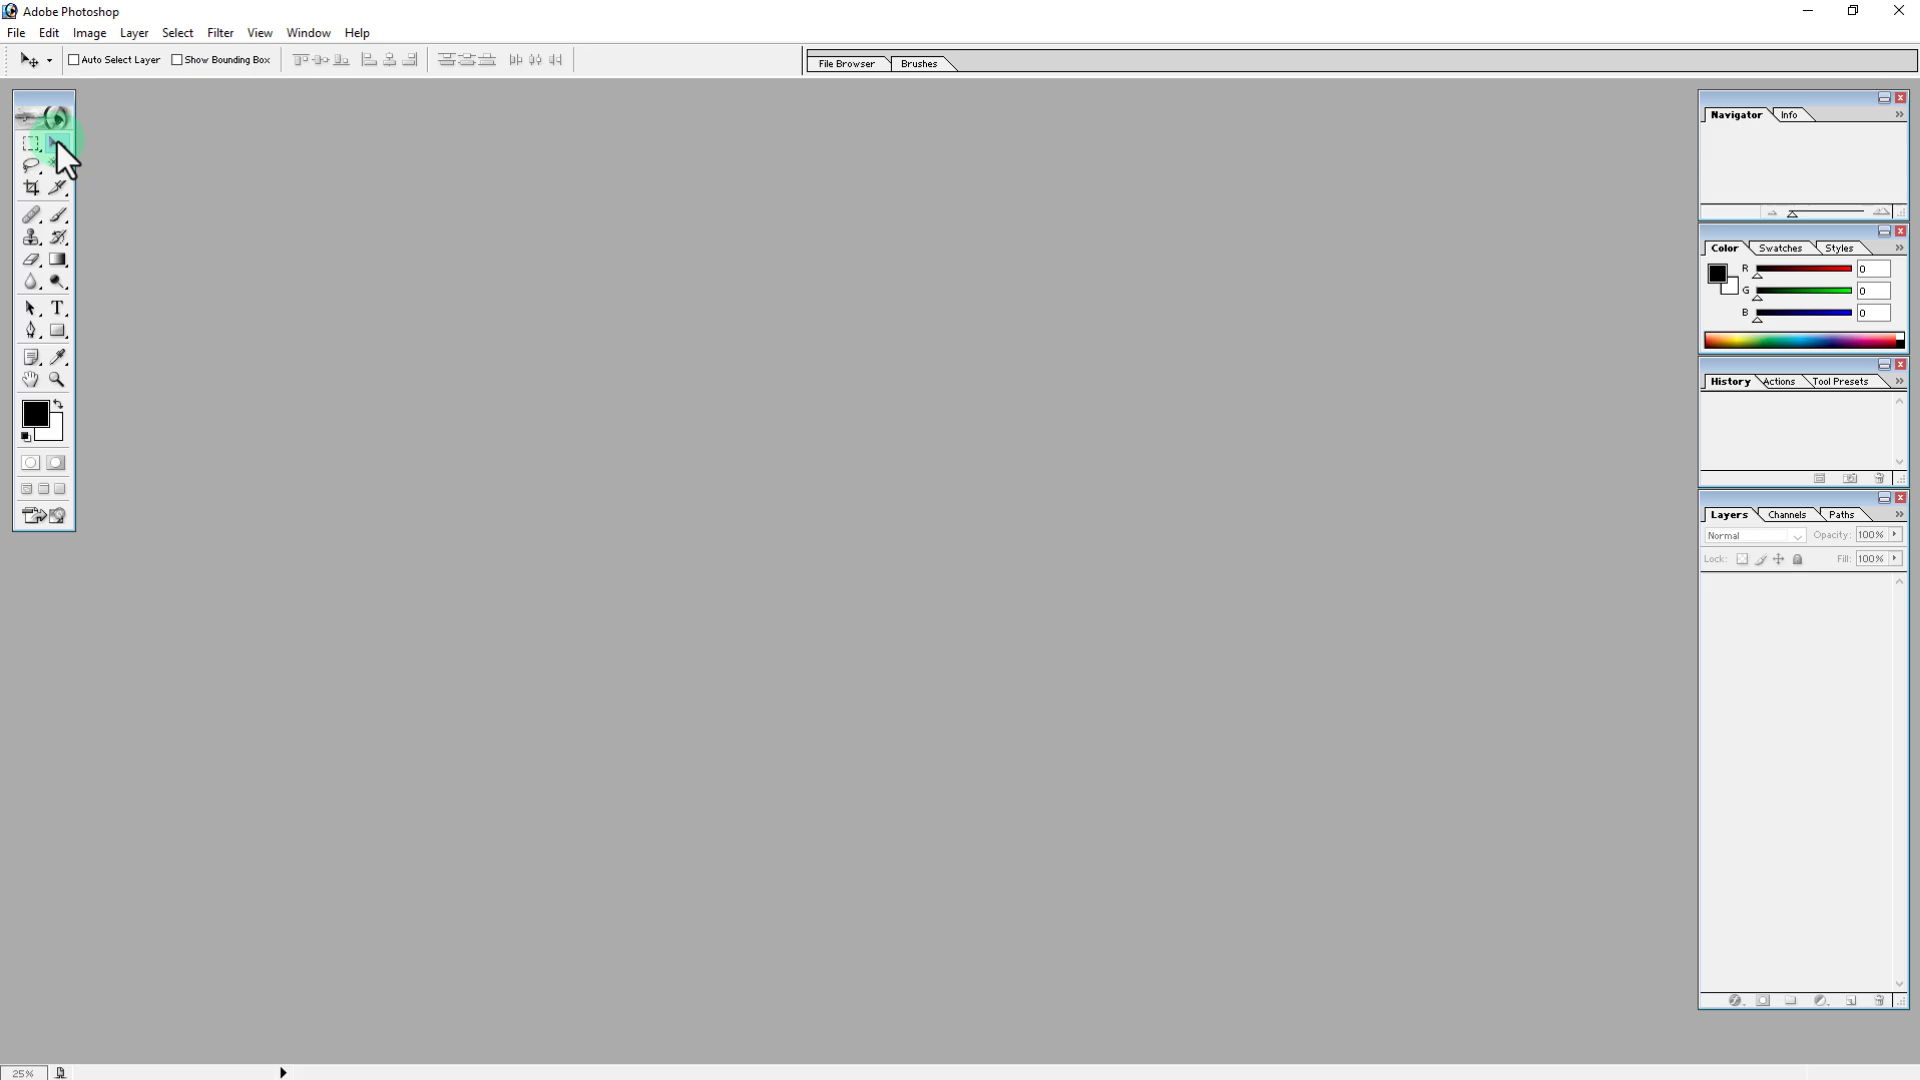 Adobe Photoshop
File Edit Image Layer Select Filter View Window Help
Auto Select Layer Show Bounding Box File Browser Brushes
Navigator Info
Color Swatches Styles
R 0
G 0
B 0
History Actions Tool Presets
Layers Channels Paths
Normal Opacity: 100%
Lock: Fill: 100%
T
25%